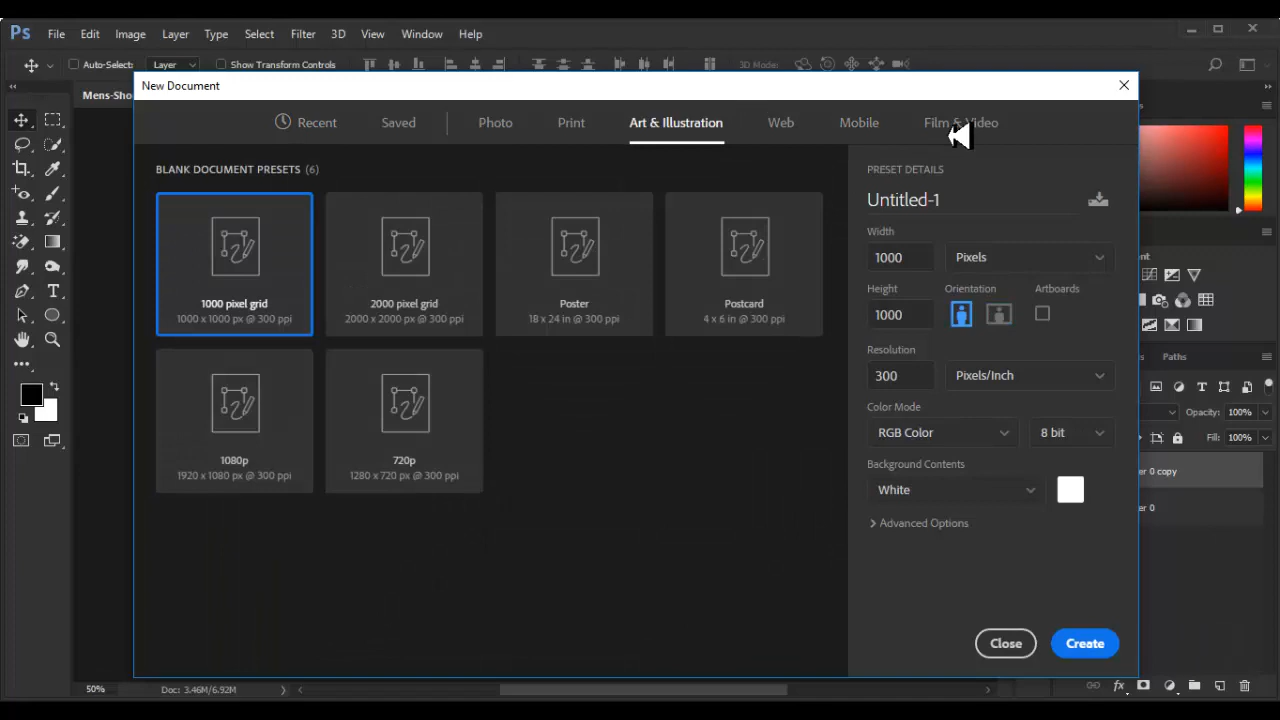 Ps File Edit Image Layer Type Select Filter 3D View Window Help
Auto-Select: Layer Show Transform Controls 3D Mode:
Mens-Sho
New Document
Recent Saved Photo Print Art & Illustration Web Mobile Film & Video
BLANK DOCUMENT PRESETS (6)
1000 pixel grid
1000 x 1000 px @ 300 ppi
2000 pixel grid
2000 x 2000 px @ 300 ppi
Poster
18 x 24 in @ 300 ppi
Postcard
4 x 6 in @ 300 ppi
1080p
1920 x 1080 px @ 300 ppi
720p
1280 x 720 px @ 300 ppi
PRESET DETAILS
Untitled-1
Width
1000 Pixels
Height Orientation Artboards
1000
Resolution
300 Pixels/Inch
Color Mode
RGB Color 8 bit
Background Contents
White
Advanced Options
Close Create
nt
s Paths
Opacity: 100%
Fill: 100%
er 0 copy
er 0
50% Doc: 3.46M/6.92M
fx